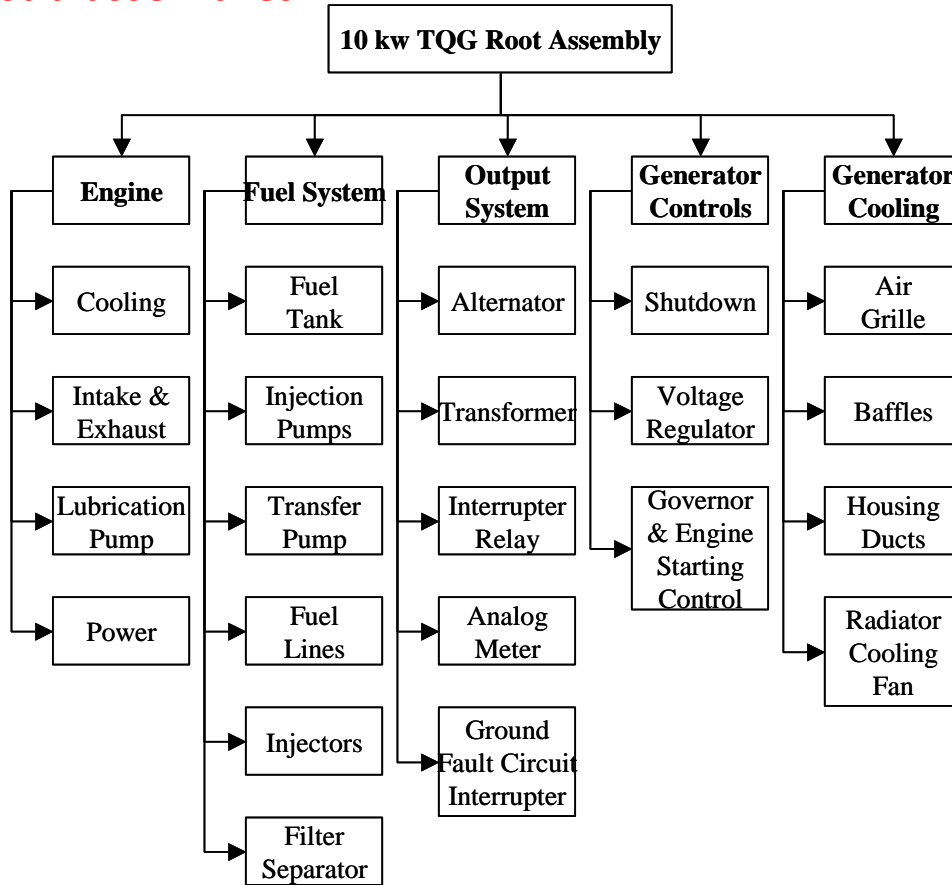 10 kw TQG Root Assembly
Engine
Cooling
Intake &
Exhaust
Lubrication
Pump
Power
Fuel System
Fuel
Tank
Injection
Pumps
Transfer
Pump
Fuel
Lines
Injectors
Filter
Separator
Output
System
Alternator
Transformer
Interrupter
Relay
Analog
Meter
Ground
Fault Circuit
Interrupter
Generator
Controls
Shutdown
Voltage
Regulator
Governor
& Engine
Starting
Control
Generator
Cooling
Air
Grille
Baffles
Housing
Ducts
Radiator
Cooling
Fan